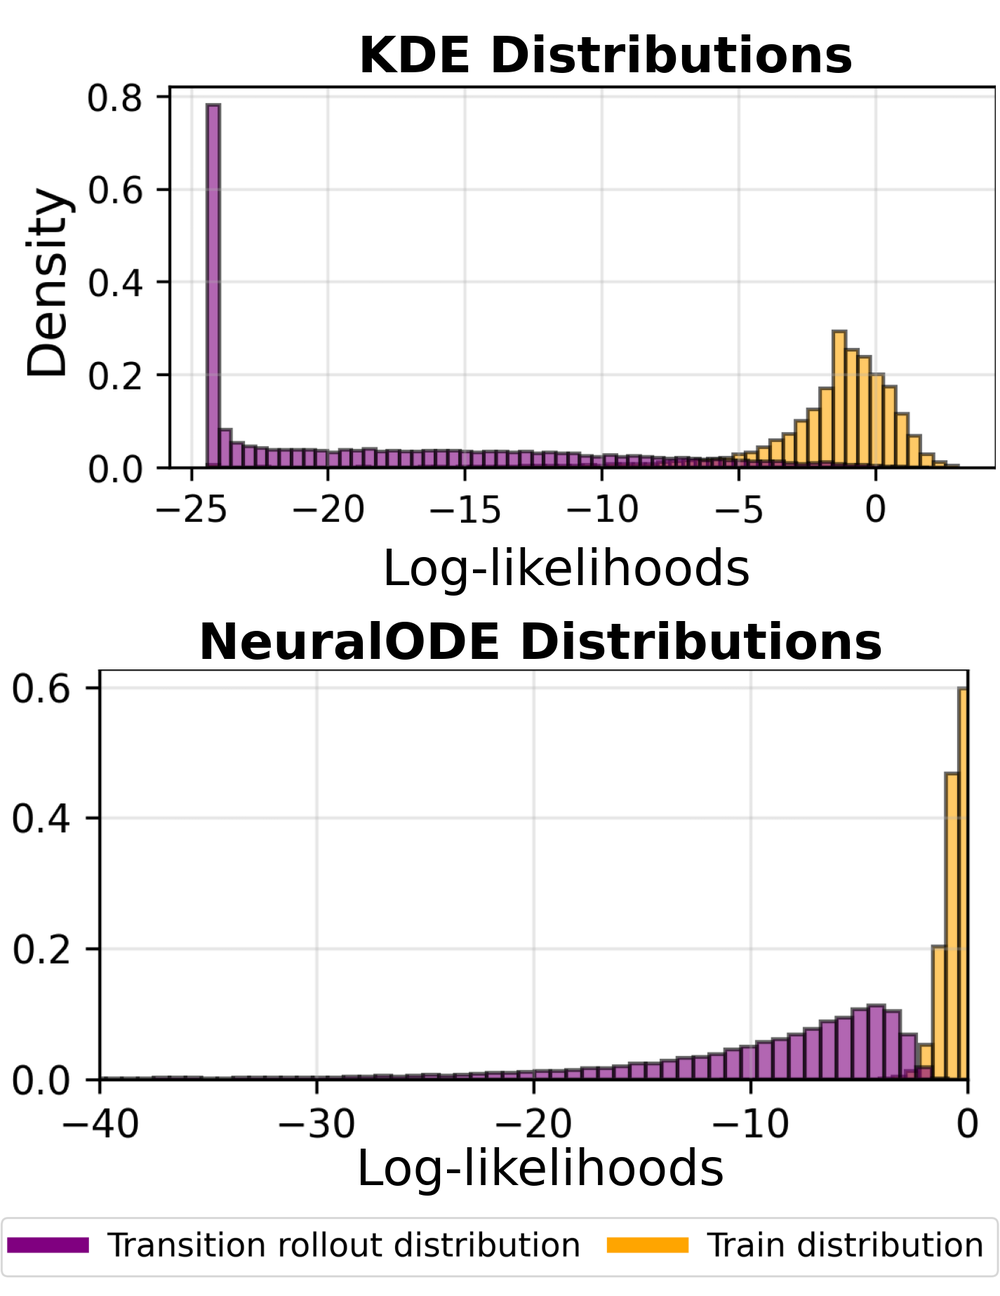 KDE Distributions
0.8
0.6
0.4
0.2
0.0
Density
−25 −20 −15 −10 −5 0
Log-likelihoods
NeuralODE Distributions
0.6
0.4
0.2
0.0
−40 −30 −20 −10 0
Log-likelihoods
Transition rollout distribution Train distribution